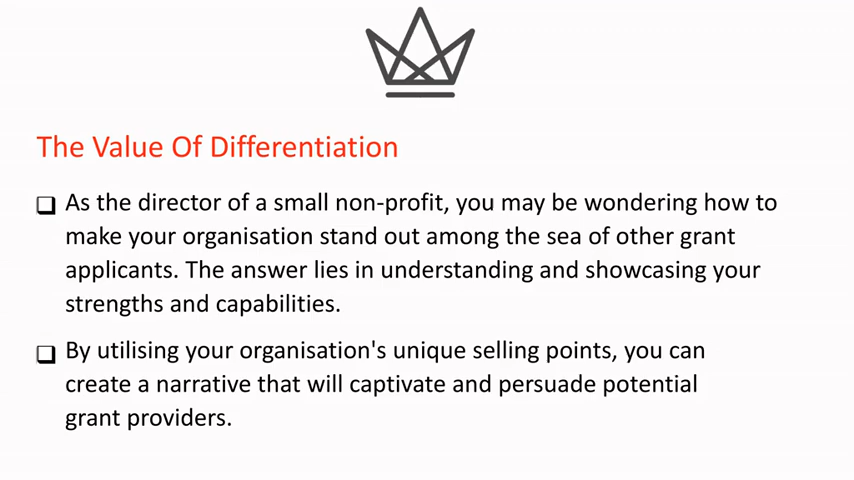 The Value Of Differentiation
As the director of a small non-profit, you may be wondering how to
make your organisation stand out among the sea of other grant
applicants. The answer lies in understanding and showcasing your
strengths and capabilities.
By utilising your organisation's unique selling points, you can
create a narrative that will captivate and persuade potential
grant providers.